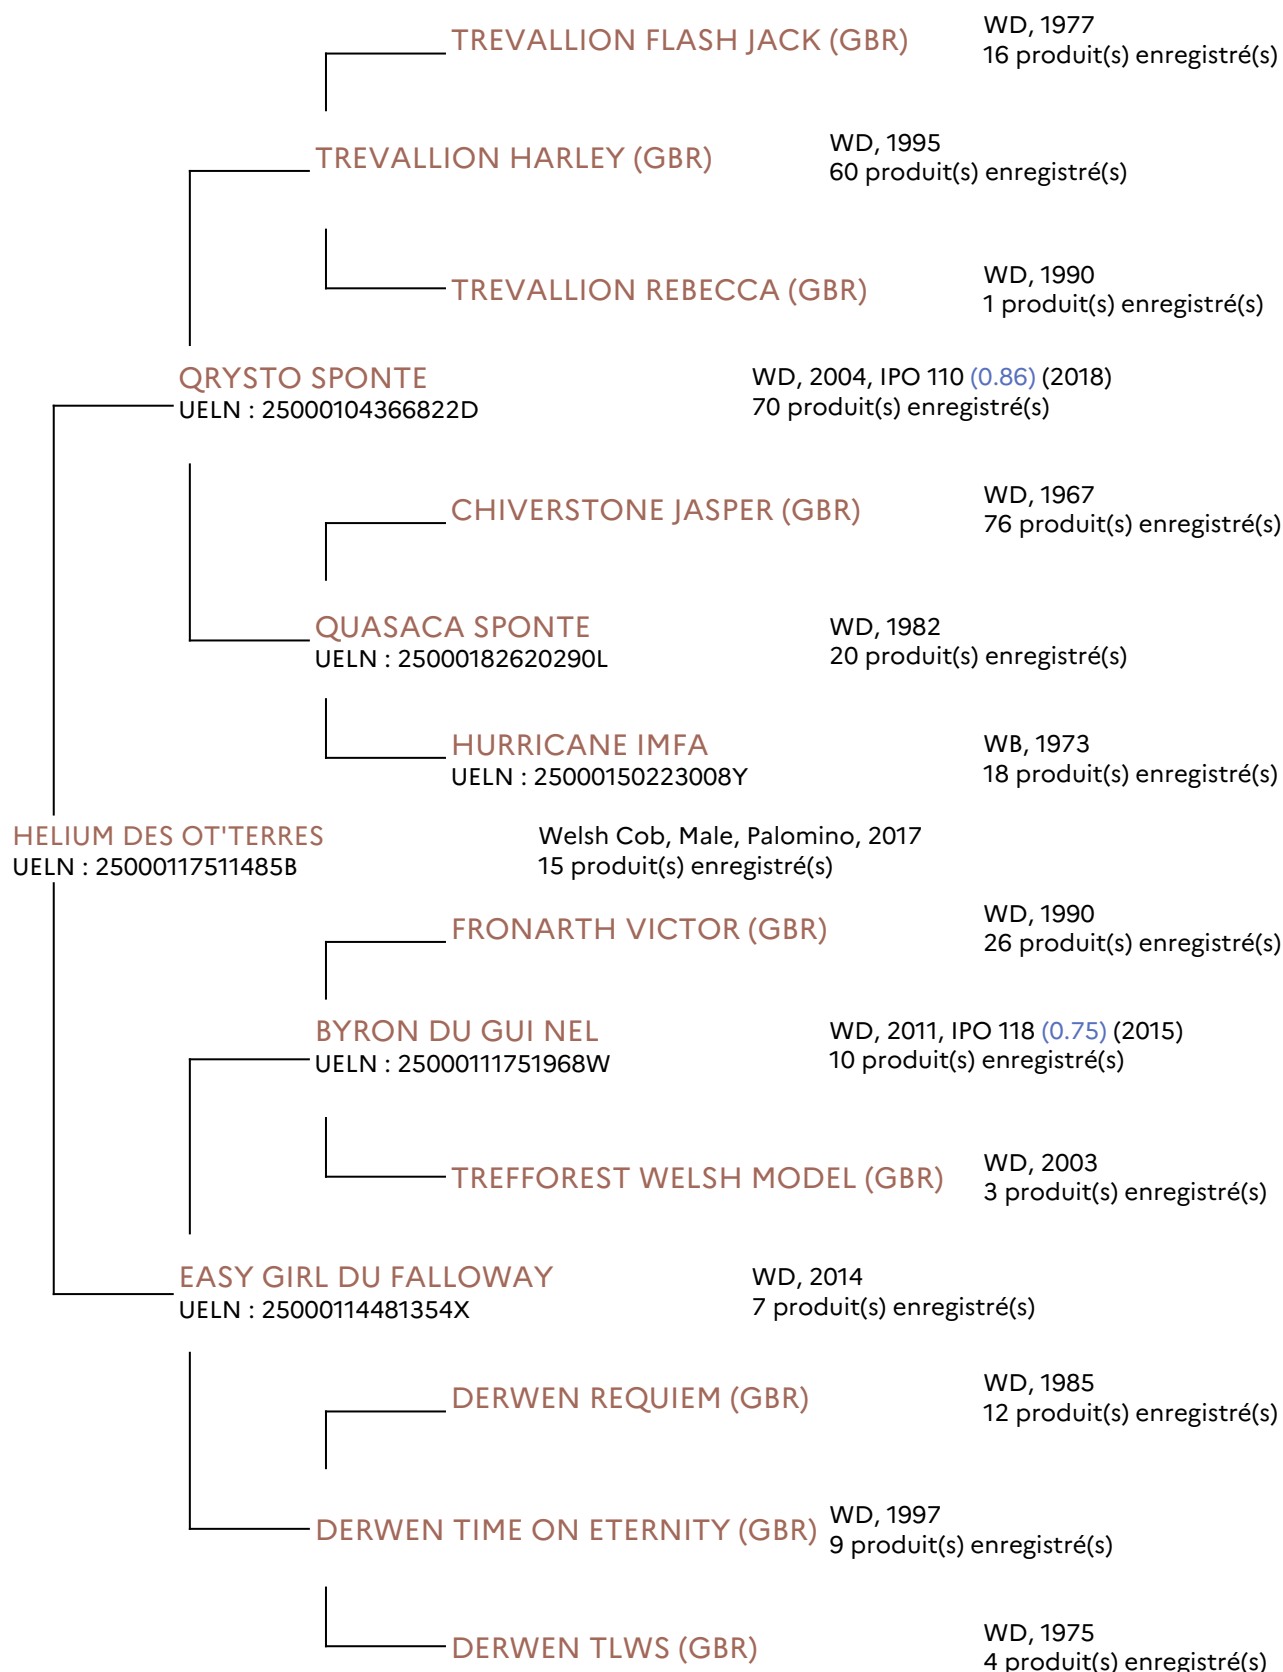 TREVALLION FLASH JACK (GBR)
WD, 1977
16 produit(s) enregistré(s)
TREVALLION HARLEY (GBR)
WD, 1995
60 produit(s) enregistré(s)
TREVALLION REBECCA (GBR)
WD, 1990
1 produit(s) enregistré(s)
QRYSTO SPONTE
UELN : 25000104366822D
WD, 2004, IPO 110 (0.86) (2018)
70 produit(s) enregistré(s)
CHIVERSTONE JASPER (GBR)
WD, 1967
76 produit(s) enregistré(s)
QUASACA SPONTE
UELN : 25000182620290L
WD, 1982
20 produit(s) enregistré(s)
HURRICANE IMFA
UELN : 25000150223008Y
WB, 1973
18 produit(s) enregistré(s)
HELIUM DES OT'TERRES
UELN : 25000117511485B
Welsh Cob, Male, Palomino, 2017
15 produit(s) enregistré(s)
FRONARTH VICTOR (GBR)
WD, 1990
26 produit(s) enregistré(s)
BYRON DU GUI NEL
UELN : 25000111751968W
WD, 2011, IPO 118 (0.75) (2015)
10 produit(s) enregistré(s)
TREFFOREST WELSH MODEL (GBR)
WD, 2003
3 produit(s) enregistré(s)
EASY GIRL DU FALLOWAY
UELN : 25000114481354X
WD, 2014
7 produit(s) enregistré(s)
DERWEN REQUIEM (GBR)
WD, 1985
12 produit(s) enregistré(s)
DERWEN TIME ON ETERNITY (GBR)
WD, 1997
9 produit(s) enregistré(s)
DERWEN TLWS (GBR)
WD, 1975
4 produit(s) enregistré(s)